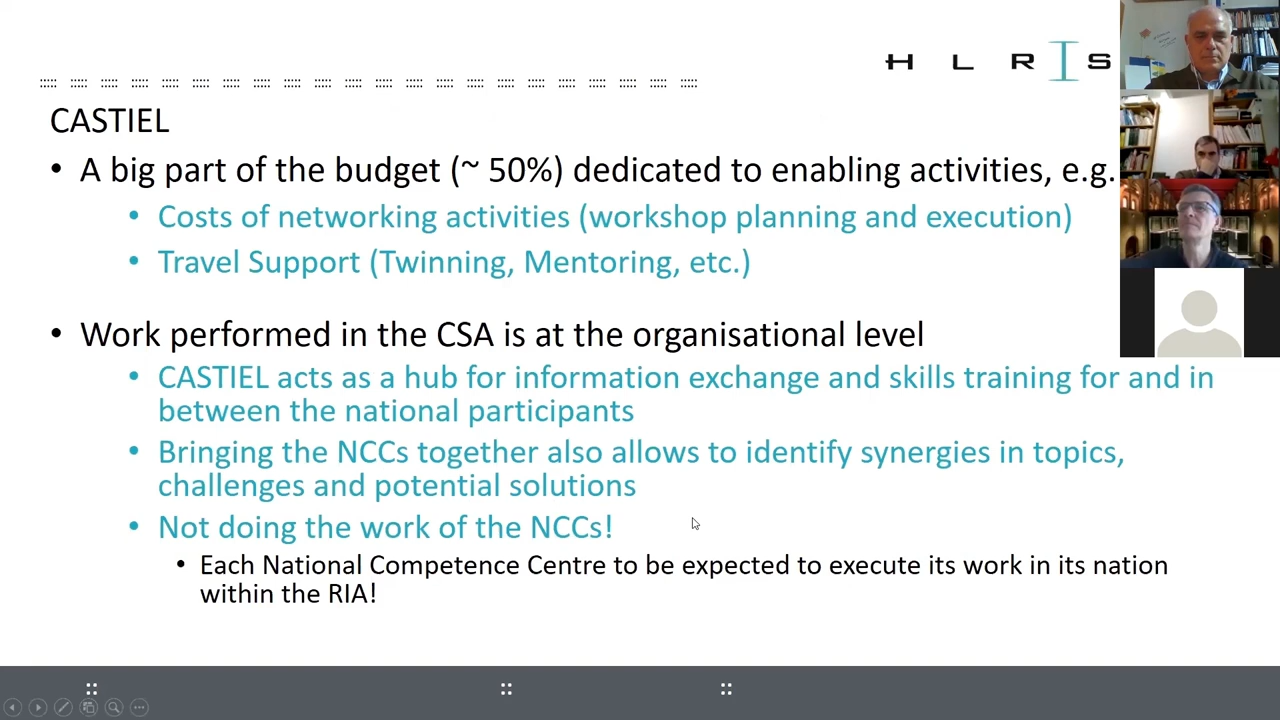 H L R I S
CASTIEL
• A big part of the budget (~ 50%) dedicated to enabling activities, e.g.
• Costs of networking activities (workshop planning and execution)
• Travel Support (Twinning, Mentoring, etc.)
• Work performed in the CSA is at the organisational level
• CASTIEL acts as a hub for information exchange and skills training for and in
between the national participants
• Bringing the NCCs together also allows to identify synergies in topics,
challenges and potential solutions
• Not doing the work of the NCCs!
• Each National Competence Centre to be expected to execute its work in its nation
within the RIA!